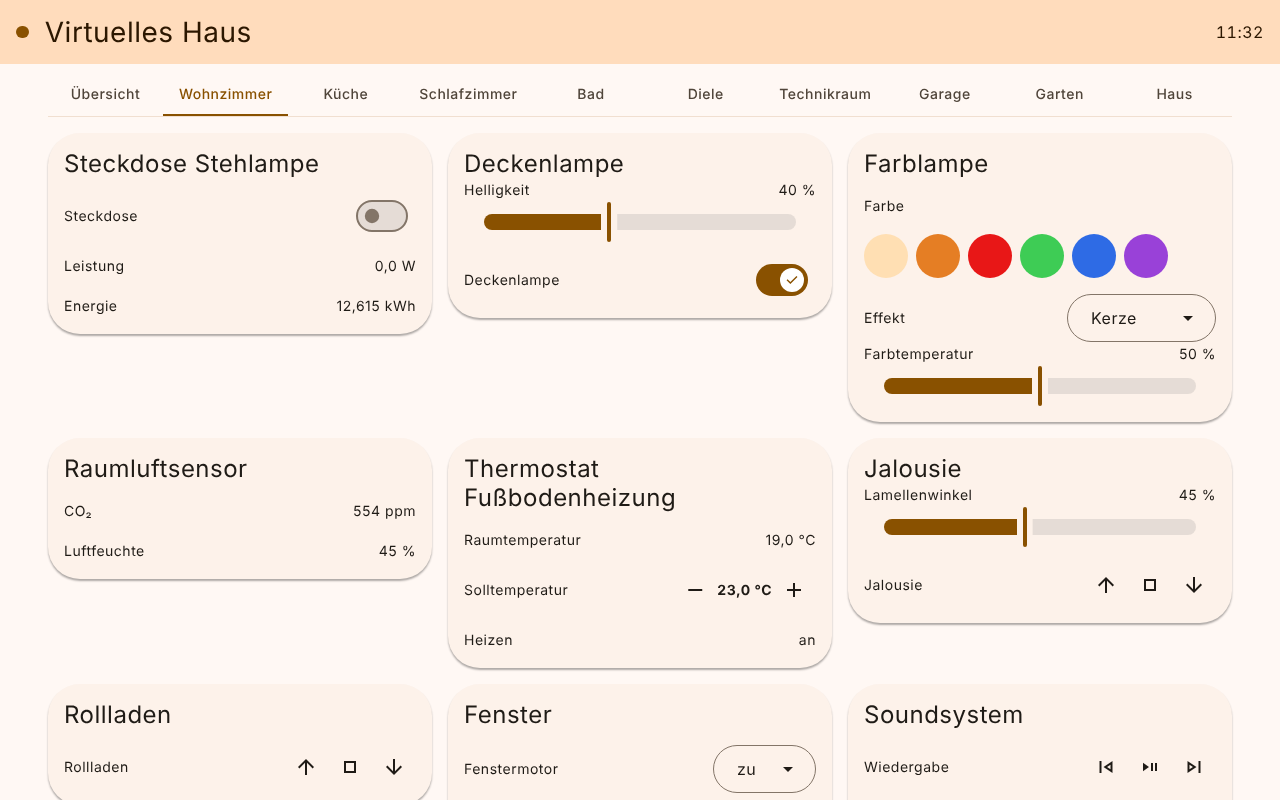 Virtuelles Haus
11:32
Übersicht
Wohnzimmer
Küche
Schlafzimmer
Bad
Diele
Technikraum
Garage
Garten
Haus
Steckdose Stehlampe
Steckdose
Leistung
0,0 W
Energie
12,615 kWh
Deckenlampe
Helligkeit
40 %
Deckenlampe
Farblampe
Farbe
Effekt
Kerze
Farbtemperatur
50 %
Raumluftsensor
CO₂
554 ppm
Luftfeuchte
45 %
Thermostat
Fußbodenheizung
Raumtemperatur
19,0 °C
Solltemperatur
23,0 °C
Heizen
an
Jalousie
Lamellenwinkel
45 %
Jalousie
Rollladen
Rollladen
Fenster
Fenstermotor
zu
Soundsystem
Wiedergabe